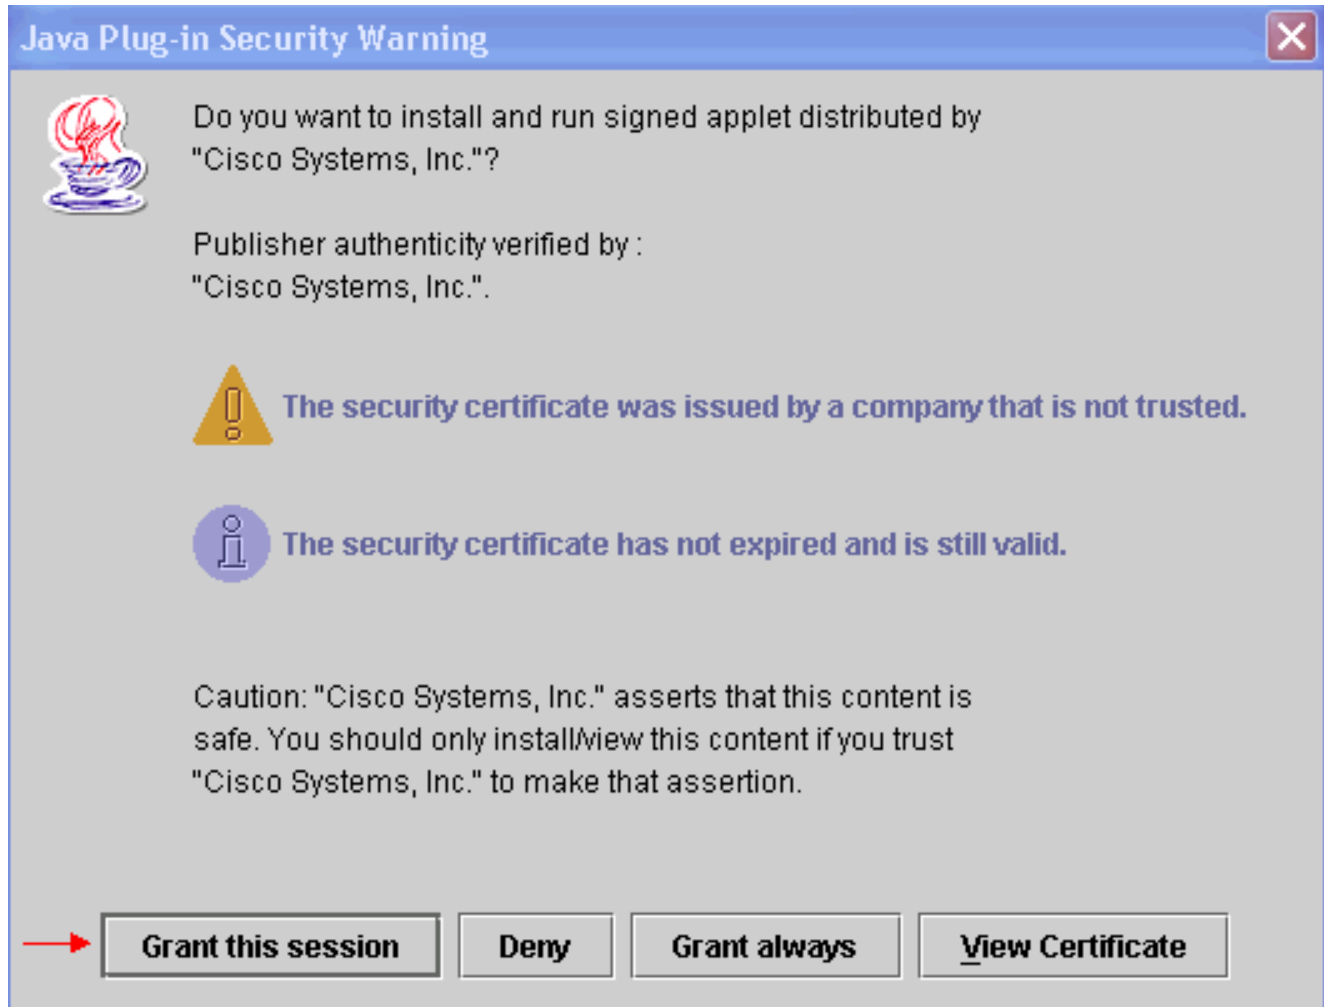 Java Plug-in Security Warning
Do you want to install and run signed applet distributed by
"Cisco Systems, Inc."?
Publisher authenticity verified by :
"Cisco Systems, Inc.".
The security certificate was issued by a company that is not trusted.
The security certificate has not expired and is still valid.
Caution: "Cisco Systems, Inc." asserts that this content is
safe. You should only install/view this content if you trust
"Cisco Systems, Inc." to make that assertion.
Grant this session
Deny
Grant always
View Certificate